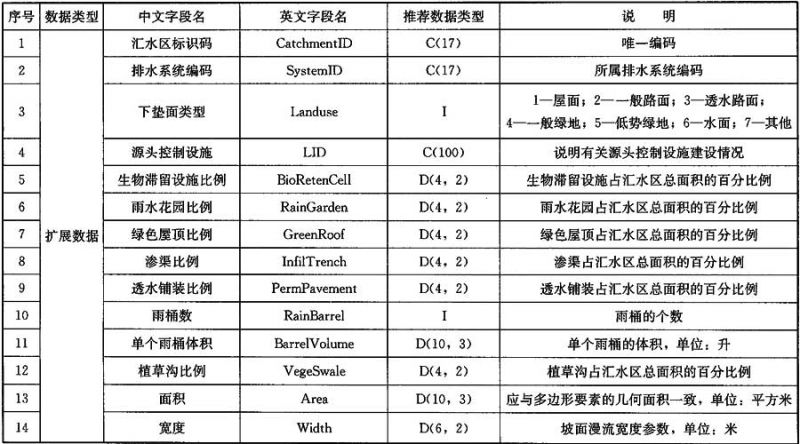 序号 数据类型 中文字段名 英文字段名 推荐数据类型 说 明
1 汇水区标识码 CatchmentID C(17) 唯一编码
2 排水系统编码 SystemID C(17) 所属排水系统编码
3 下垫面类型 Landuse I 1—屋面；2—一般路面；3—透水路面；
4—一般绿地；5—低势绿地；6—水面；7—其他
4 源头控制设施 LID C(100) 说明有关源头控制设施建设情况
5 生物滞留设施比例 BioRetenCell D(4，2) 生物滞留设施占汇水区总面积的百分比例
6 雨水花园比例 RainGarden D(4，2) 雨水花园占汇水区总面积的百分比例
7 扩展数据 绿色屋顶比例 GreenRoof D(4，2) 绿色屋顶占汇水区总面积的百分比例
8 渗渠比例 InfilTrench D(4，2) 渗渠占汇水区总面积的百分比例
9 透水铺装比例 PermPavement D(4，2) 透水铺装占汇水区总面积的百分比例
10 雨桶数 RainBarrel I 雨桶的个数
11 单个雨桶体积 BarrelVolume D(10，3) 单个雨桶的体积，单位：升
12 植草沟比例 VegeSwale D(4，2) 植草沟占汇水区总面积的百分比例
13 面积 Area D(10，3) 应与多边形要素的几何面积一致，单位：平方米
14 宽度 Width D(6，2) 坡面漫流宽度参数，单位：米